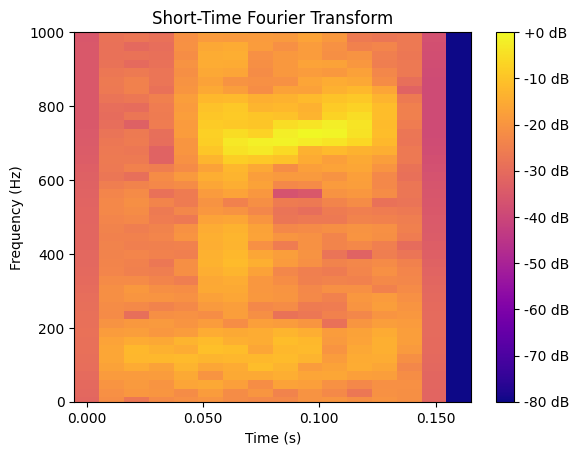 Short-Time Fourier Transform
Frequency (Hz)
1000
800
600
400
200
0
0.000
0.050
0.100
0.150
Time (s)
+0 dB
-10 dB
-20 dB
-30 dB
-40 dB
-50 dB
-60 dB
-70 dB
-80 dB